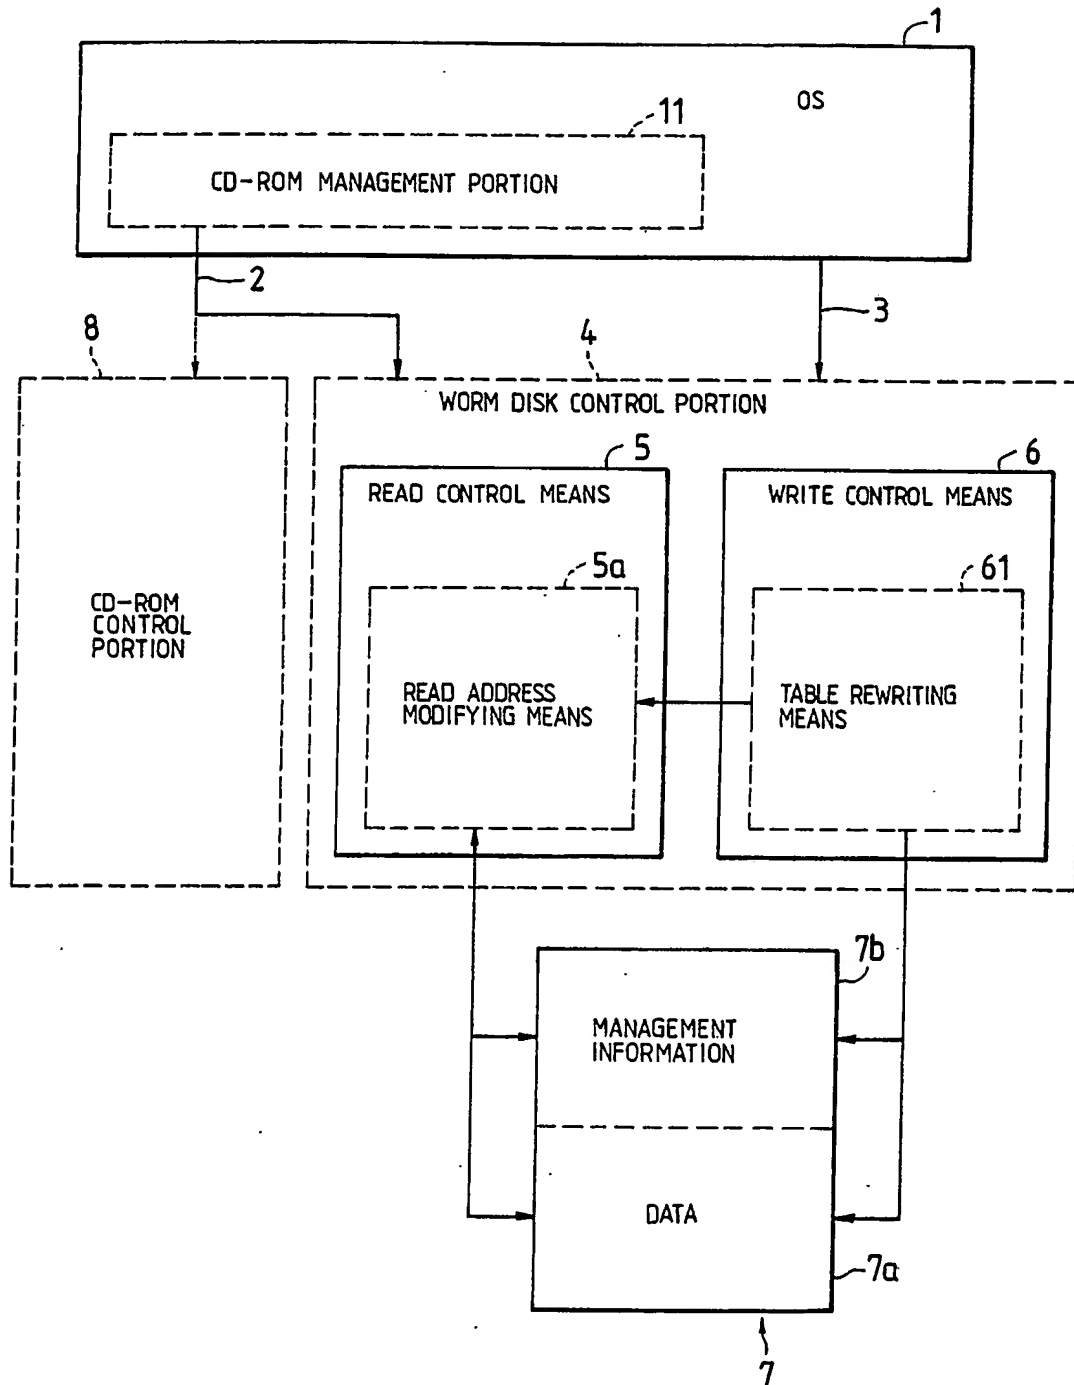 1
OS
11
CD-ROM MANAGEMENT PORTION
2
3
8
4
WORM DISK CONTROL PORTION
5
6
READ CONTROL MEANS
WRITE CONTROL MEANS
5a
61
CD-ROM
CONTROL
PORTION
READ ADDRESS
MODIFYING MEANS
TABLE REWRITING
MEANS
7b
MANAGEMENT
INFORMATION
DATA
7a
7